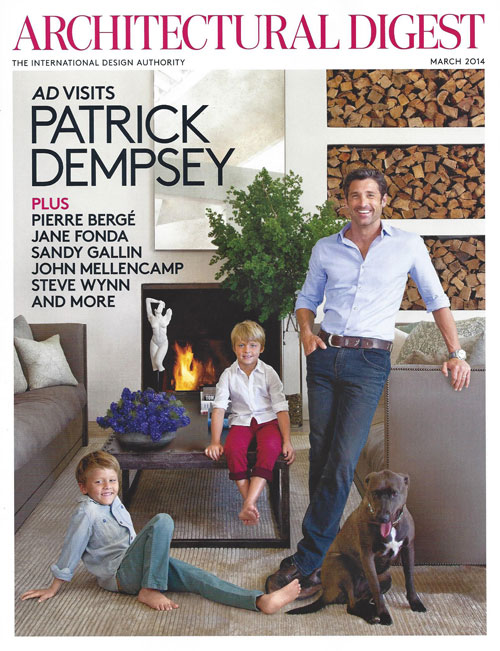 ARCHITECTURAL DIGEST
THE INTERNATIONAL DESIGN AUTHORITY MARCH 2014
AD VISITS
PATRICK
DEMPSEY
PLUS
PIERRE BERGÉ
JANE FONDA
SANDY GALLIN
JOHN MELLENCAMP
STEVE WYNN
AND MORE